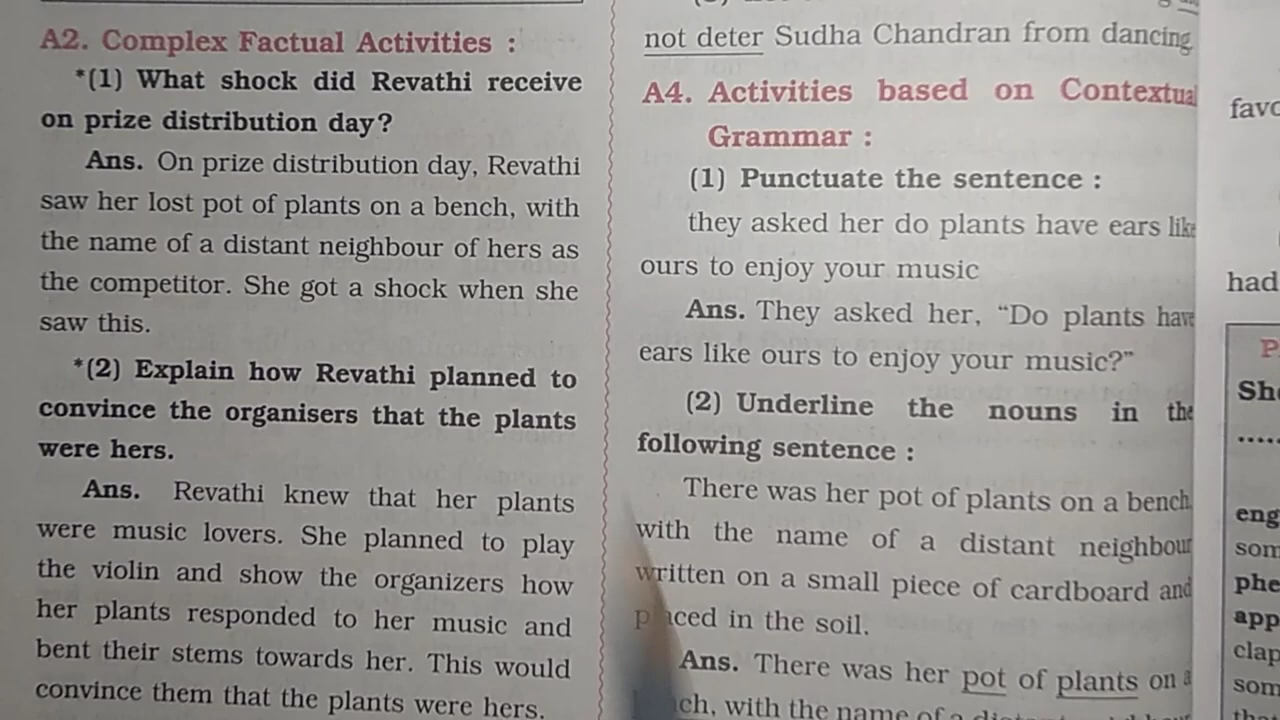 A2. Complex Factual Activities :
*(1) What shock did Revathi receive
on prize distribution day?
Ans. On prize distribution day, Revathi
saw her lost pot of plants on a bench, with
the name of a distant neighbour of hers as
the competitor. She got a shock when she
saw this.
*(2) Explain how Revathi planned to
convince the organisers that the plants
were hers.
Ans. Revathi knew that her plants
were music lovers. She planned to play
the violin and show the organizers how
her plants responded to her music and
bent their stems towards her. This would
convince them that the plants were hers.
not deter Sudha Chandran from dancing
A4. Activities based on Contextual
Grammar :
(1) Punctuate the sentence :
they asked her do plants have ears like
ours to enjoy your music
Ans. They asked her, “Do plants have
ears like ours to enjoy your music?”
(2) Underline the nouns in the
following sentence :
There was her pot of plants on a bench
with the name of a distant neighbour
written on a small piece of cardboard and
placed in the soil.
Ans. There was her pot of plants on a
with the name of a
had
She